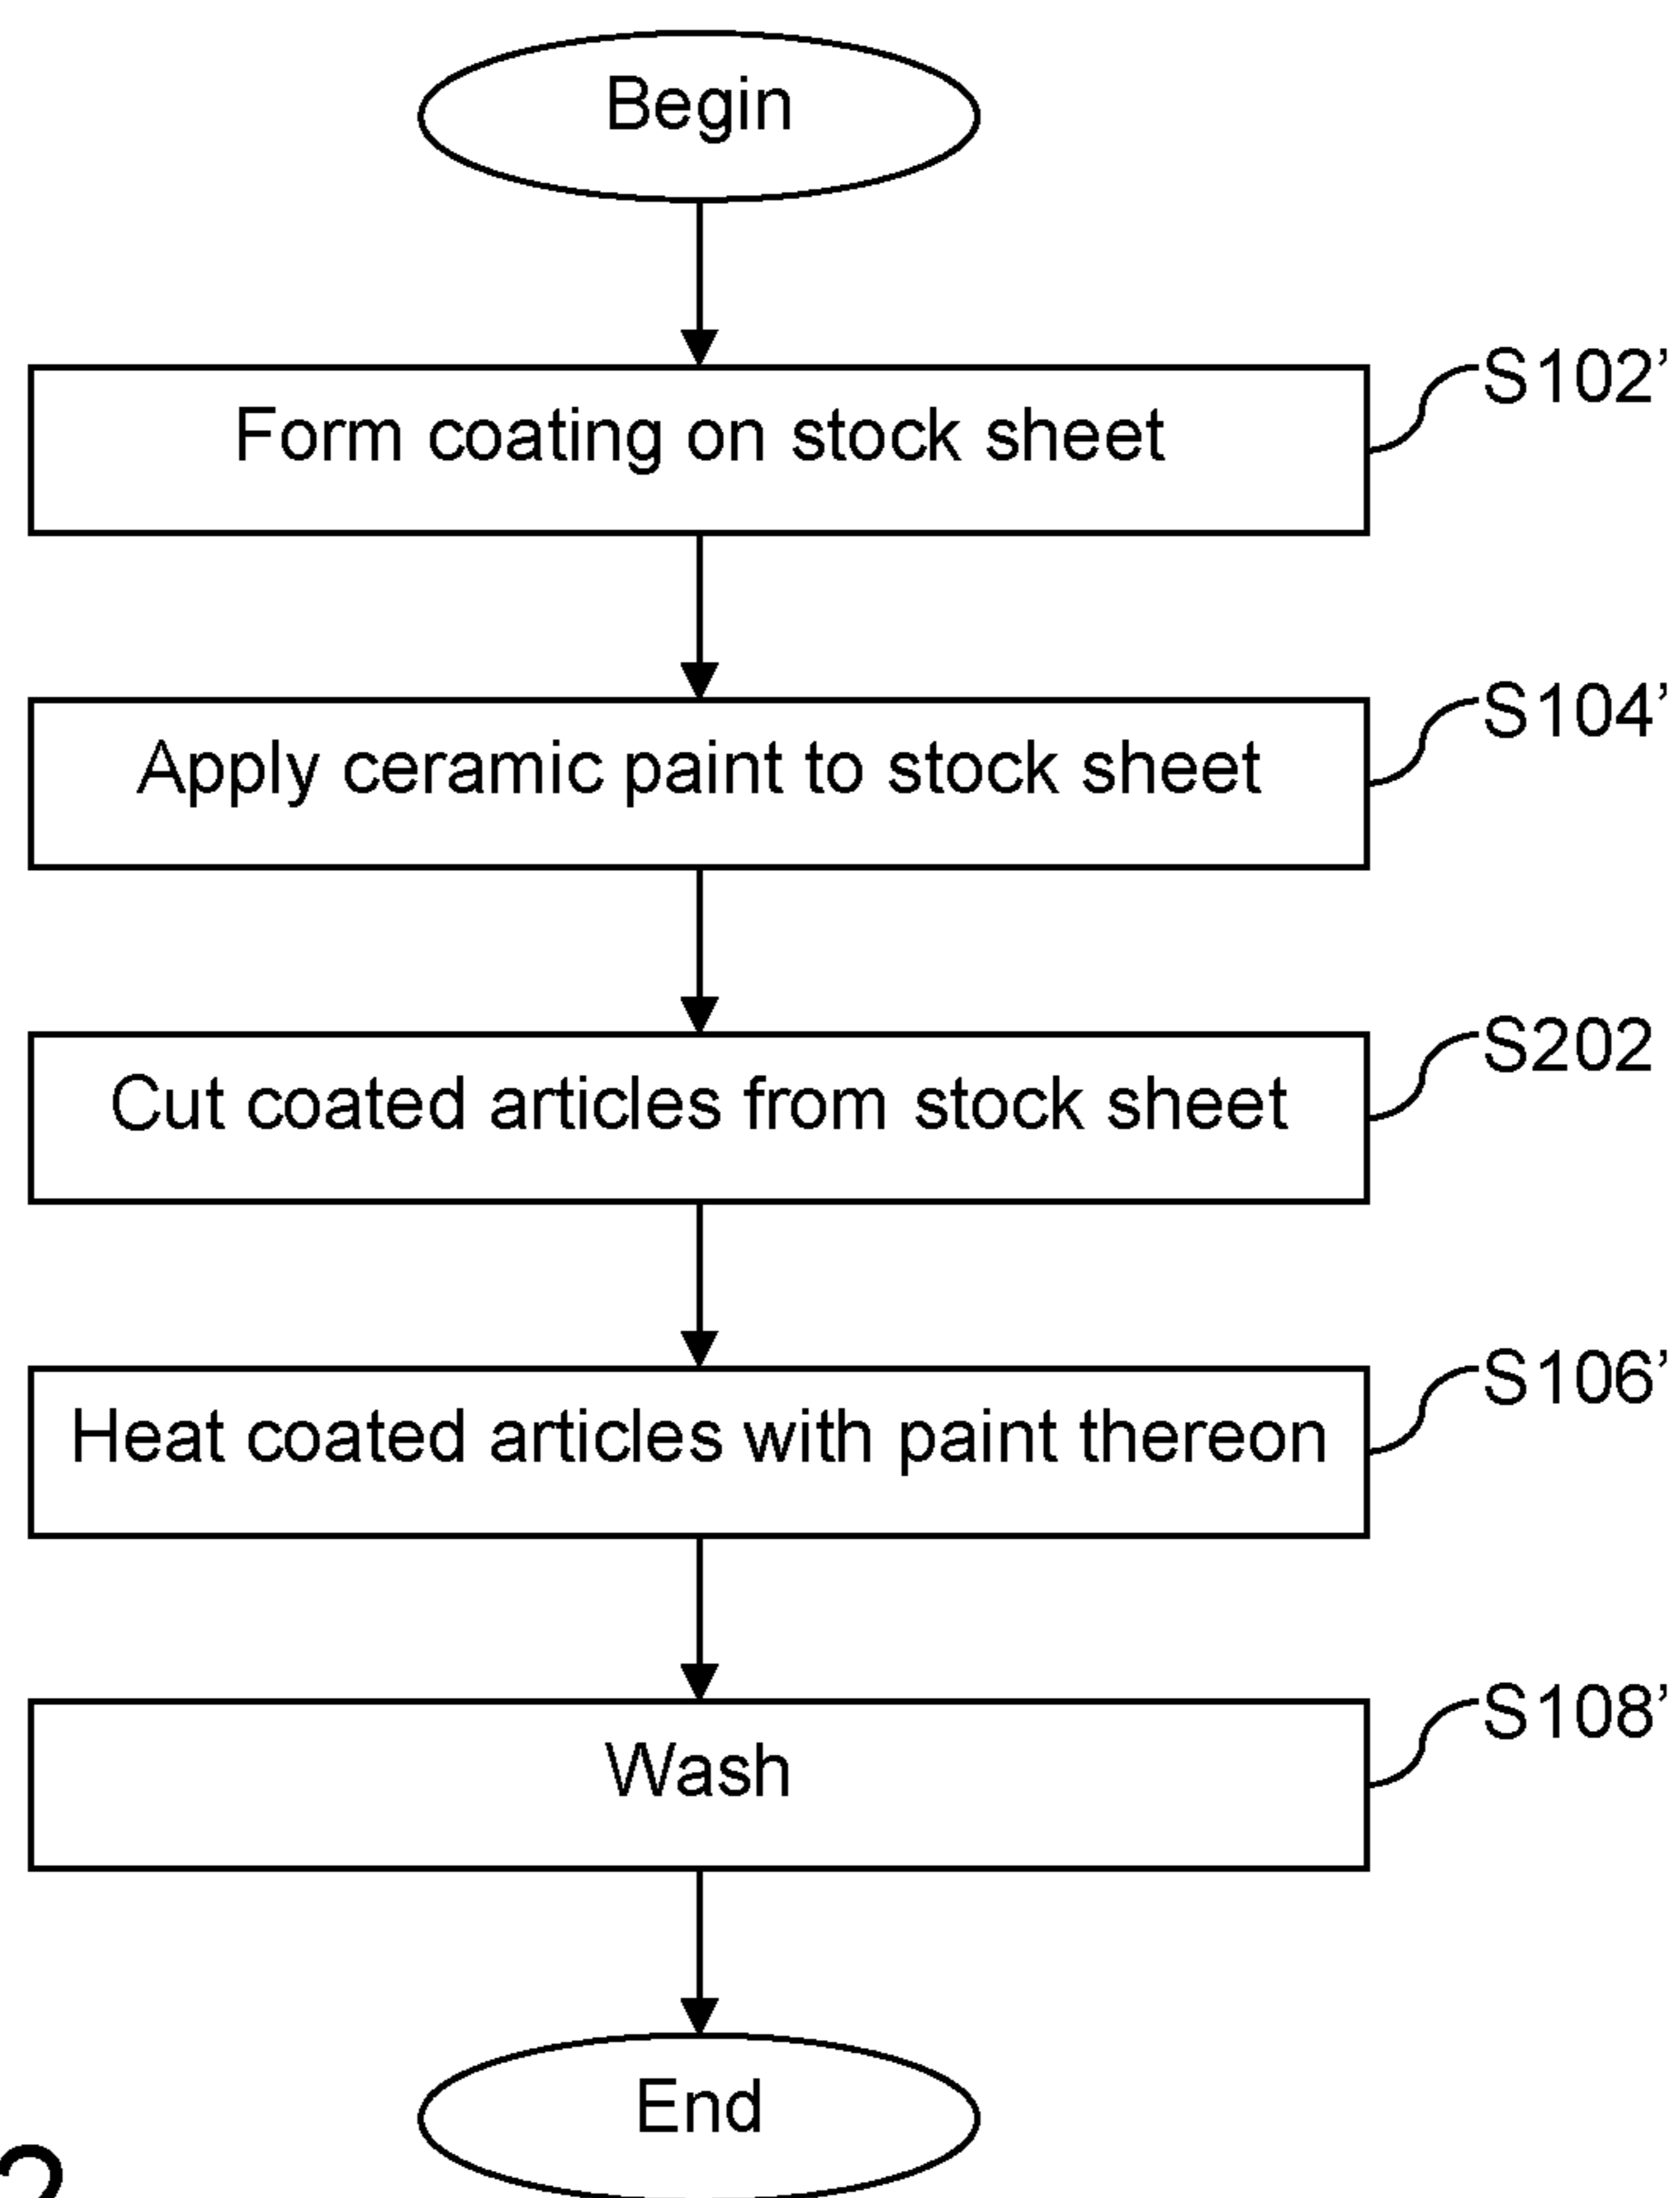 Begin
Form coating on stock sheet
S102’
Apply ceramic paint to stock sheet
S104’
Cut coated articles from stock sheet
S202
Heat coated articles with paint thereon
S106’
Wash
S108’
End
2